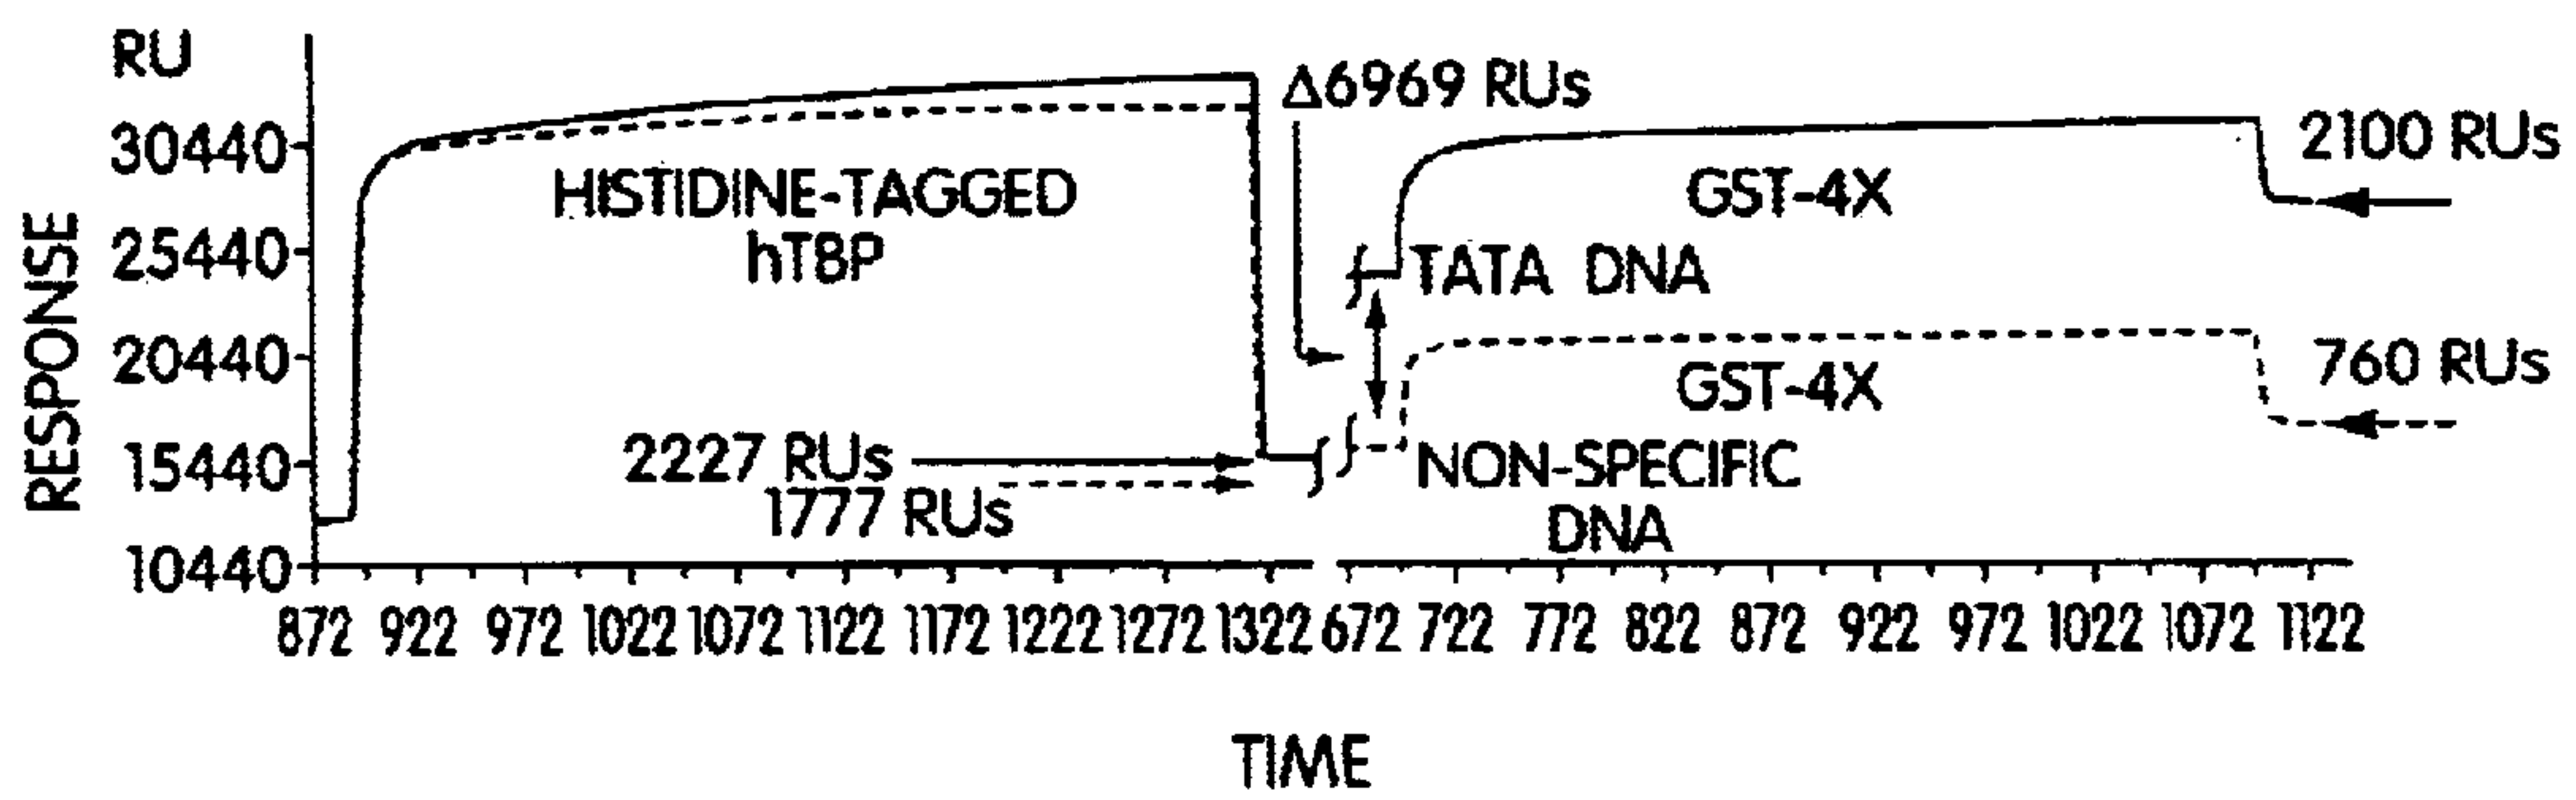 RU
30440
25440
20440
15440
10440
RESPONSE
HISTIDINE-TAGGED
hTBP
2227 RUs
1777 RUs
Δ6969 RUs
GST-4X
TATA DNA
2100 RUs
GST-4X
760 RUs
NON-SPECIFIC
DNA
872 922 972 1022 1072 1122 1172 1222 1272 1322 672 722 772 822 872 922 972 1022 1072 1122
TIME